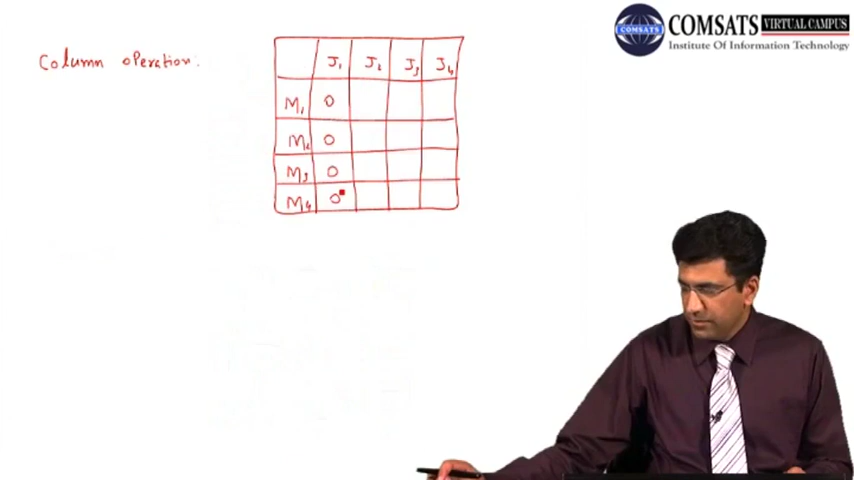 COMSATS VIRTUAL CAMPUS
Institute Of Information Technology
Column operation.
J₁ J₂ J₃ J₄
M₁ 0
M₂ 0
M₃ 0
M₄ 0